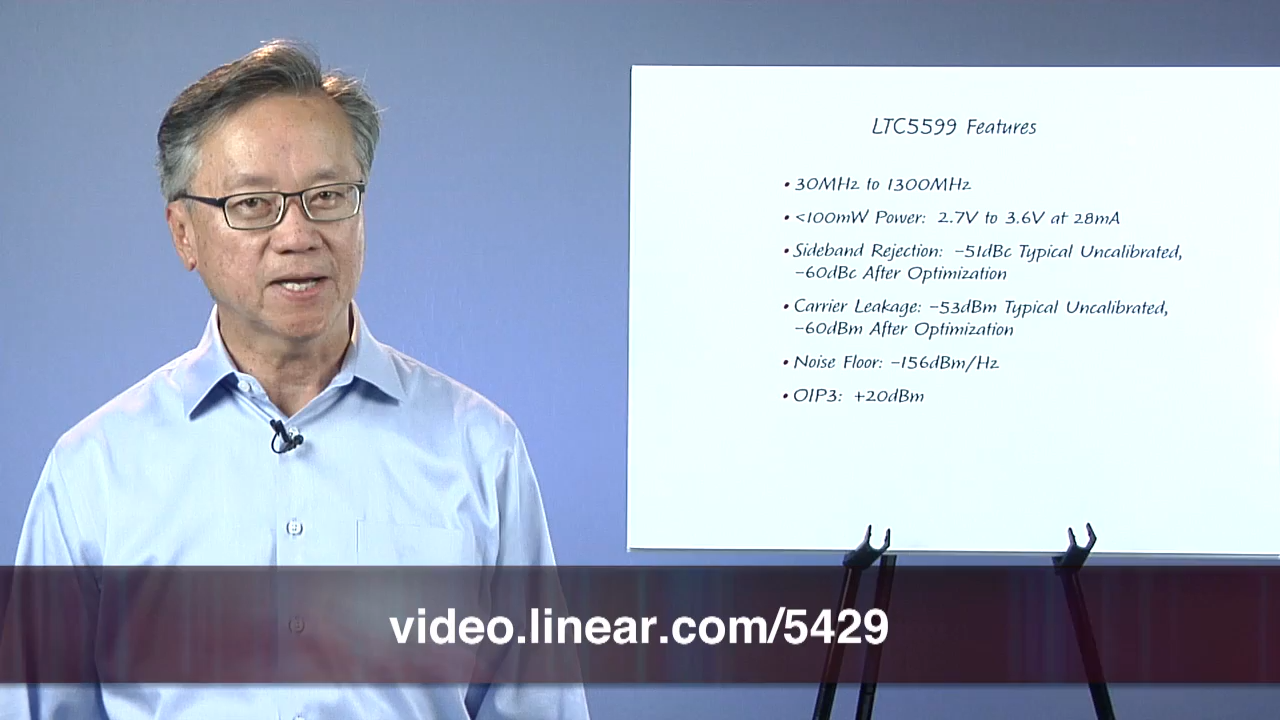 LTC5599 Features
• 30MHz to 1300MHz
• <100mW Power: 2.7V to 3.6V at 28mA
• Sideband Rejection: -51dBc Typical Uncalibrated,
-60dBc After Optimization
• Carrier Leakage: -53dBm Typical Uncalibrated,
-60dBm After Optimization
• Noise Floor: -156dBm/Hz
• OIP3: +20dBm
video.linear.com/5429